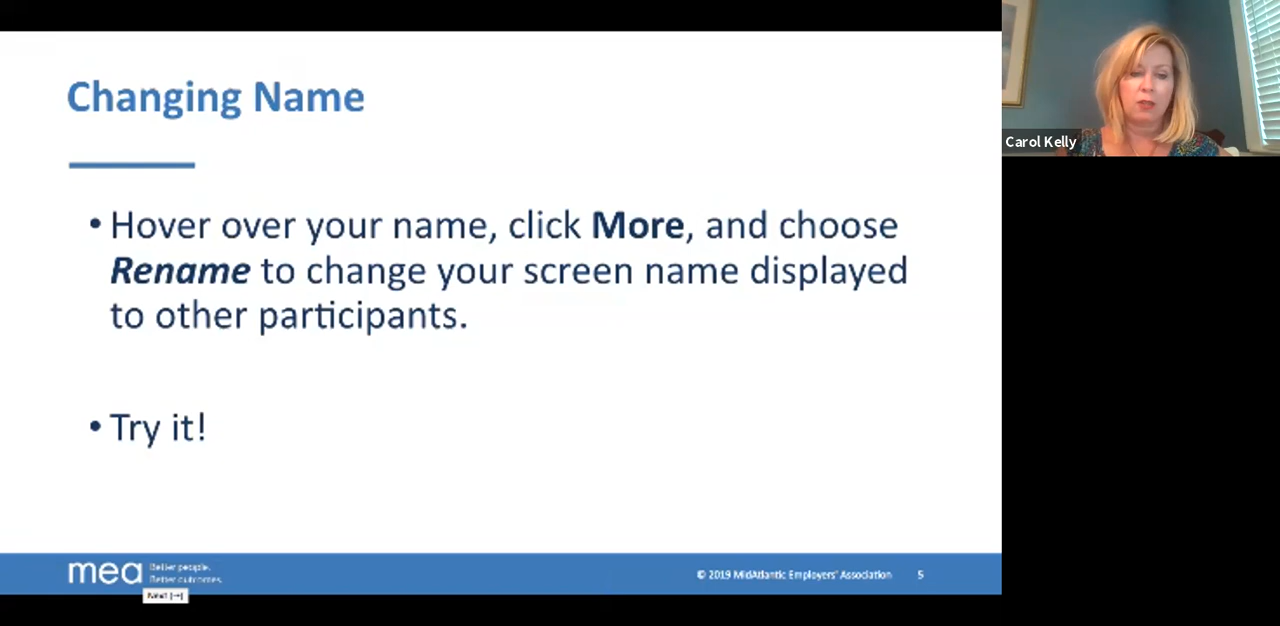 Changing Name
• Hover over your name, click More, and choose
Rename to change your screen name displayed
to other participants.
• Try it!
mea
Better people.
Better outcomes.
© 2019 MidAtlantic Employers' Association
5
Next (→)
Carol Kelly